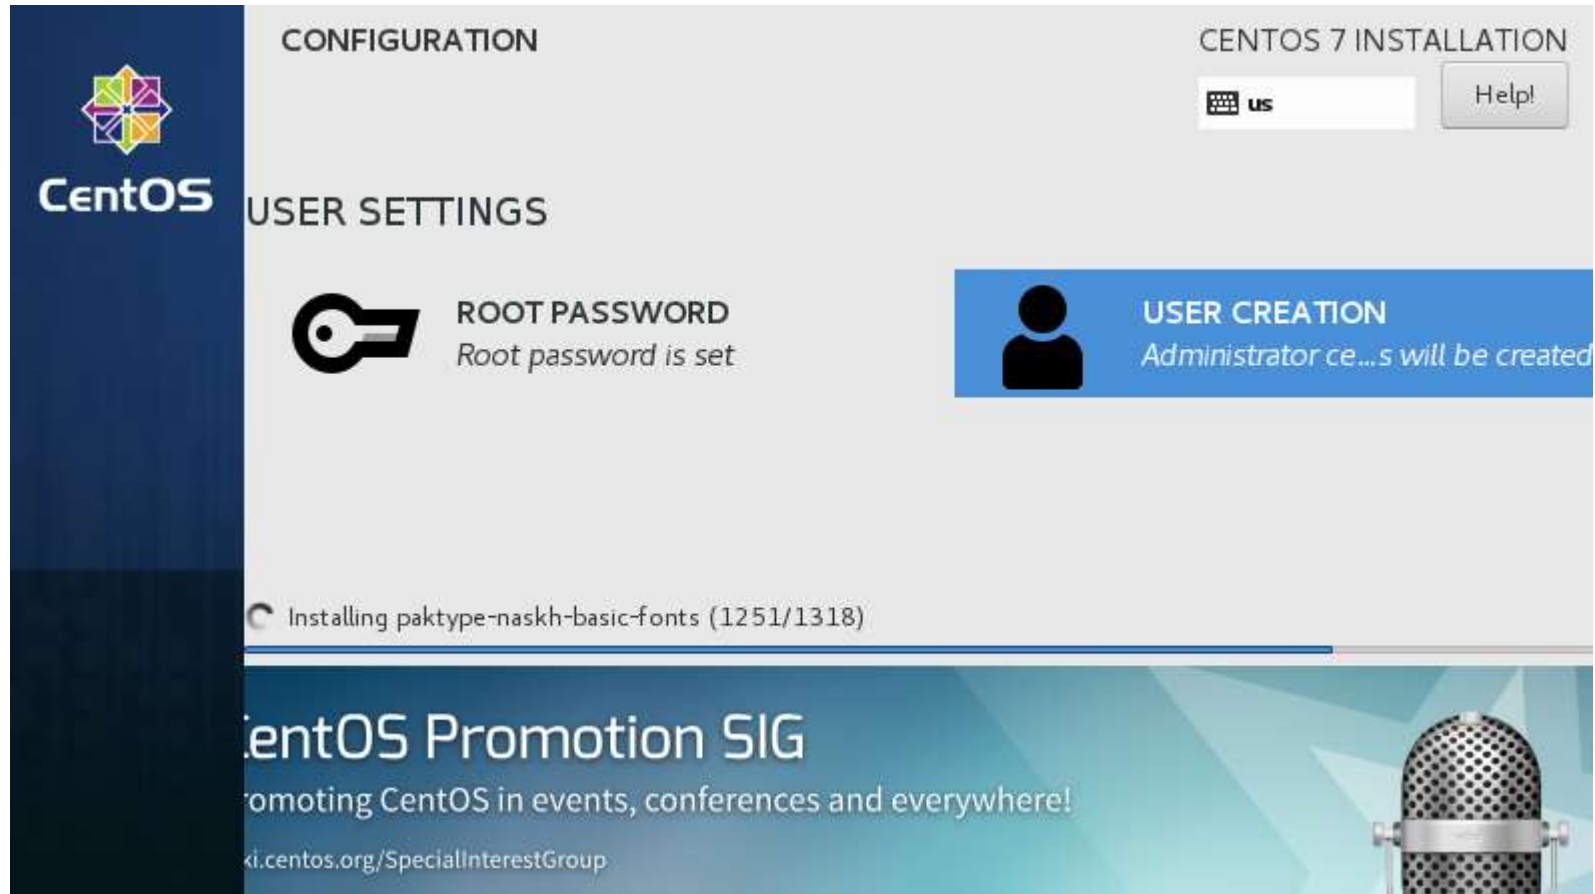 CONFIGURATION
CENTOS 7 INSTALLATION
us
Help!
CentOS
USER SETTINGS
ROOT PASSWORD
Root password is set
USER CREATION
Administrator ce...s will be created
Installing paktype-naskh-basic-fonts (1251/1318)
entOS Promotion SIG
omoting CentOS in events, conferences and everywhere!
ki.centos.org/SpecialInterestGroup